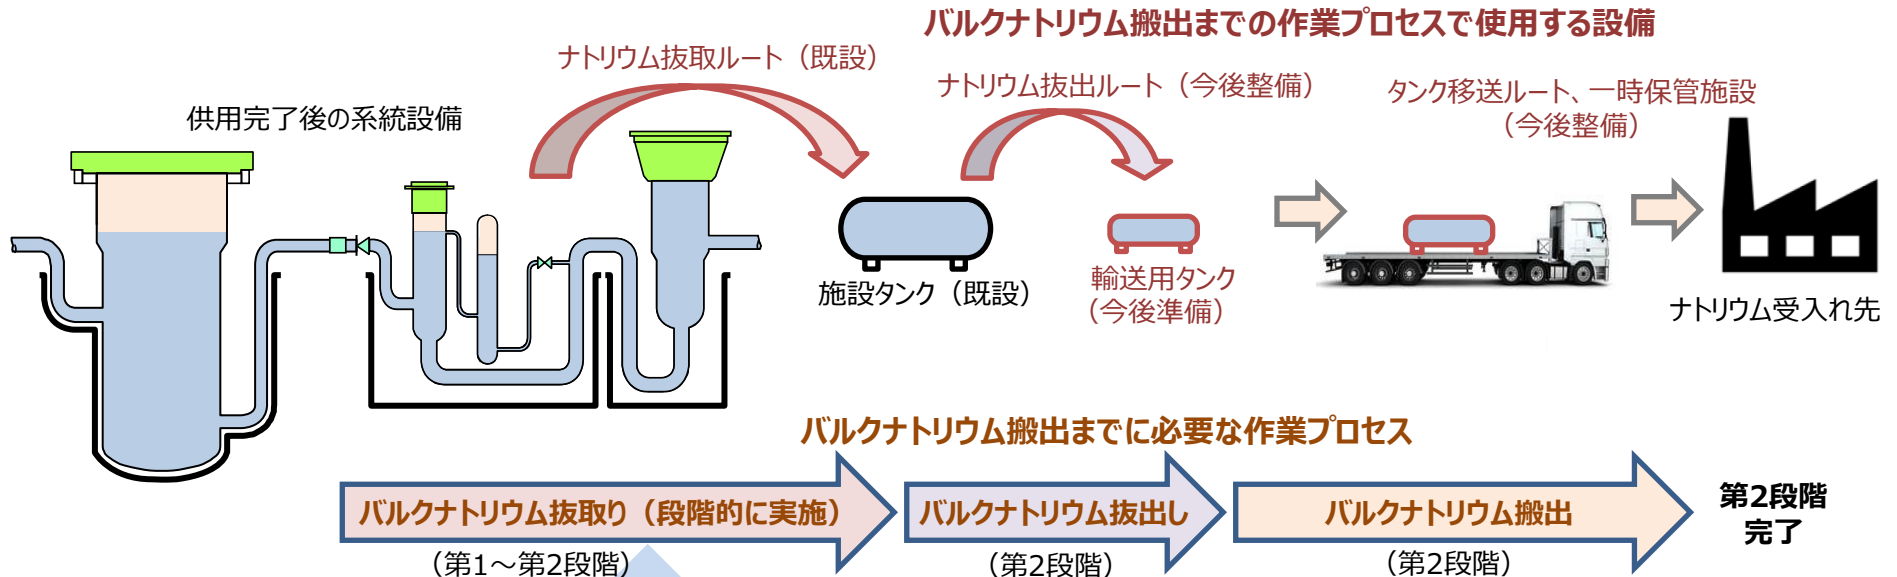 バルクナトリウム搬出までの作業プロセスで使用する設備
ナトリウム抜取ルート（既設）
ナトリウム抜出ルート（今後整備）
タンク移送ルート、一時保管施設
（今後整備）
供用完了後の系統設備
施設タンク（既設）
輸送用タンク
（今後準備）
ナトリウム受入れ先
バルクナトリウム搬出までに必要な作業プロセス
バルクナトリウム抜取り（段階的に実施）
バルクナトリウム抜出し
バルクナトリウム搬出
第2段階
完了
（第1～第2段階）
（第2段階）
（第2段階）